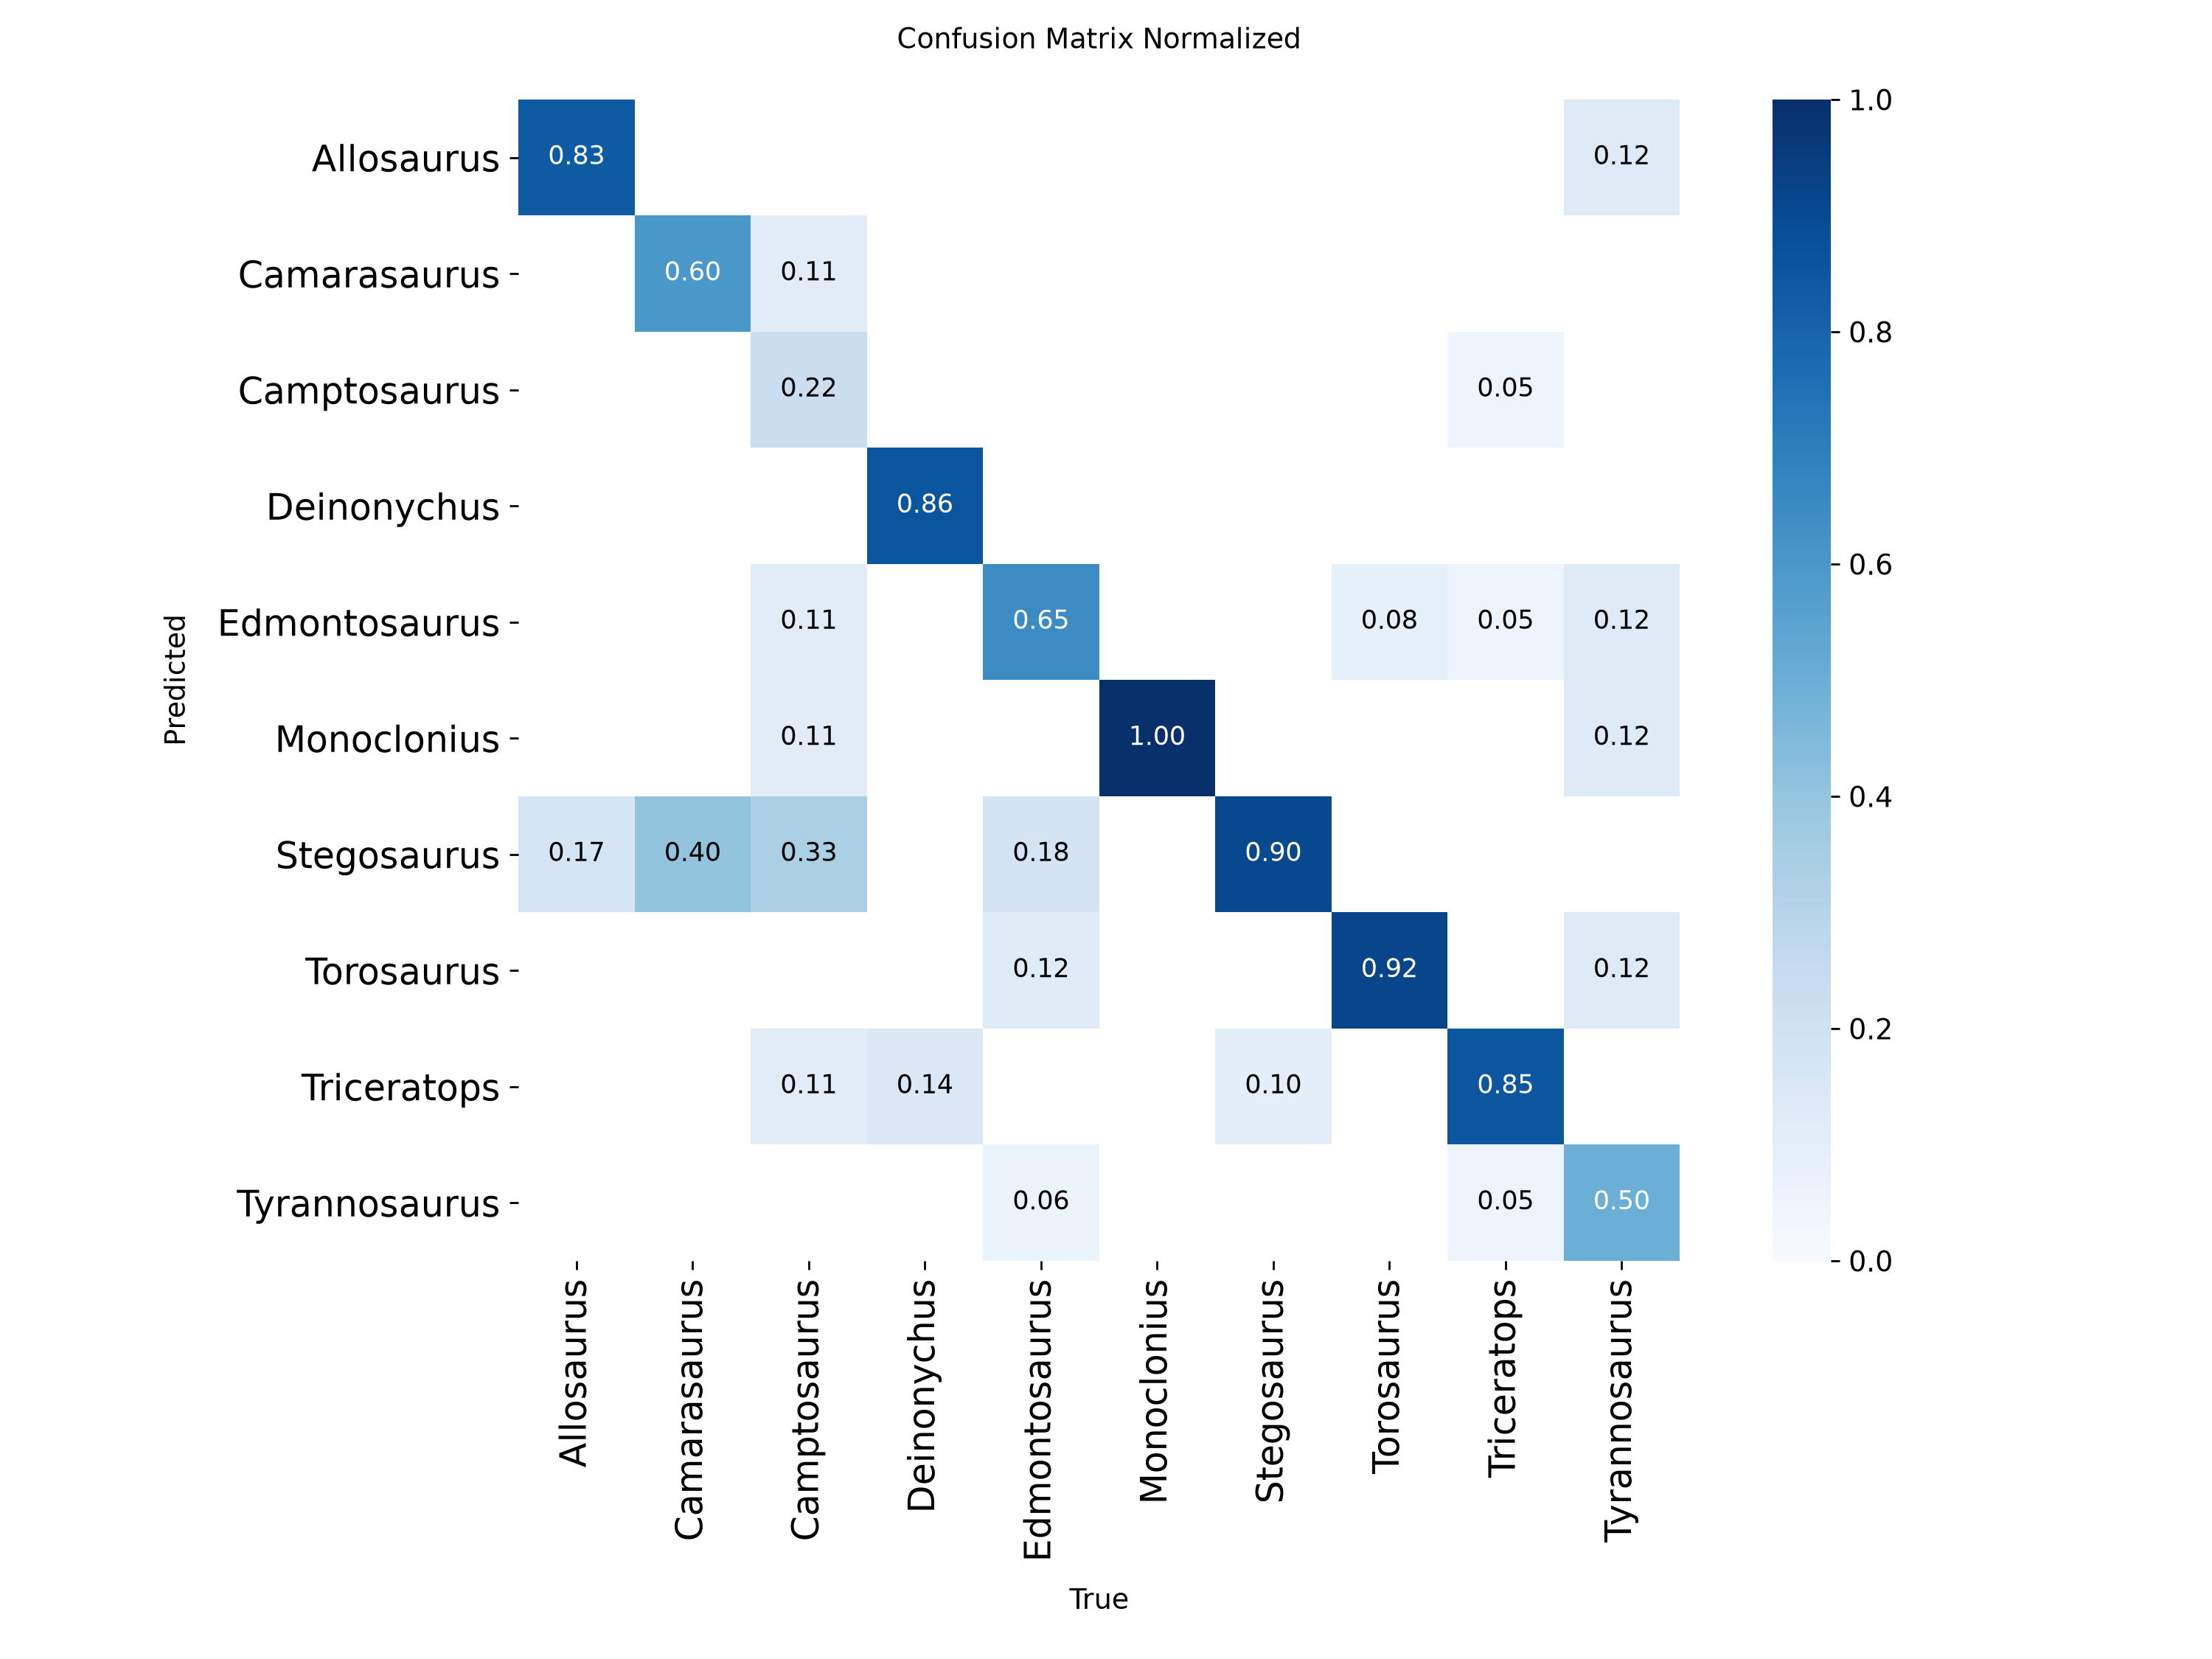 Confusion Matrix Normalized
Allosaurus 0.83 0.12 1.0
Camarasaurus 0.60 0.11
0.8
Camptosaurus 0.22 0.05
Deinonychus 0.86
0.6
Edmontosaurus 0.11 0.65 0.08 0.05 0.12
Predicted
Monoclonius 0.11 1.00 0.12
0.4
Stegosaurus 0.17 0.40 0.33 0.18 0.90
Torosaurus 0.12 0.92 0.12
0.2
Triceratops 0.11 0.14 0.10 0.85
Tyrannosaurus 0.06 0.05 0.50
0.0
Allosaurus
Camarasaurus
Camptosaurus
Deinonychus
Edmontosaurus
Monoclonius
Stegosaurus
Torosaurus
Triceratops
Tyrannosaurus
True